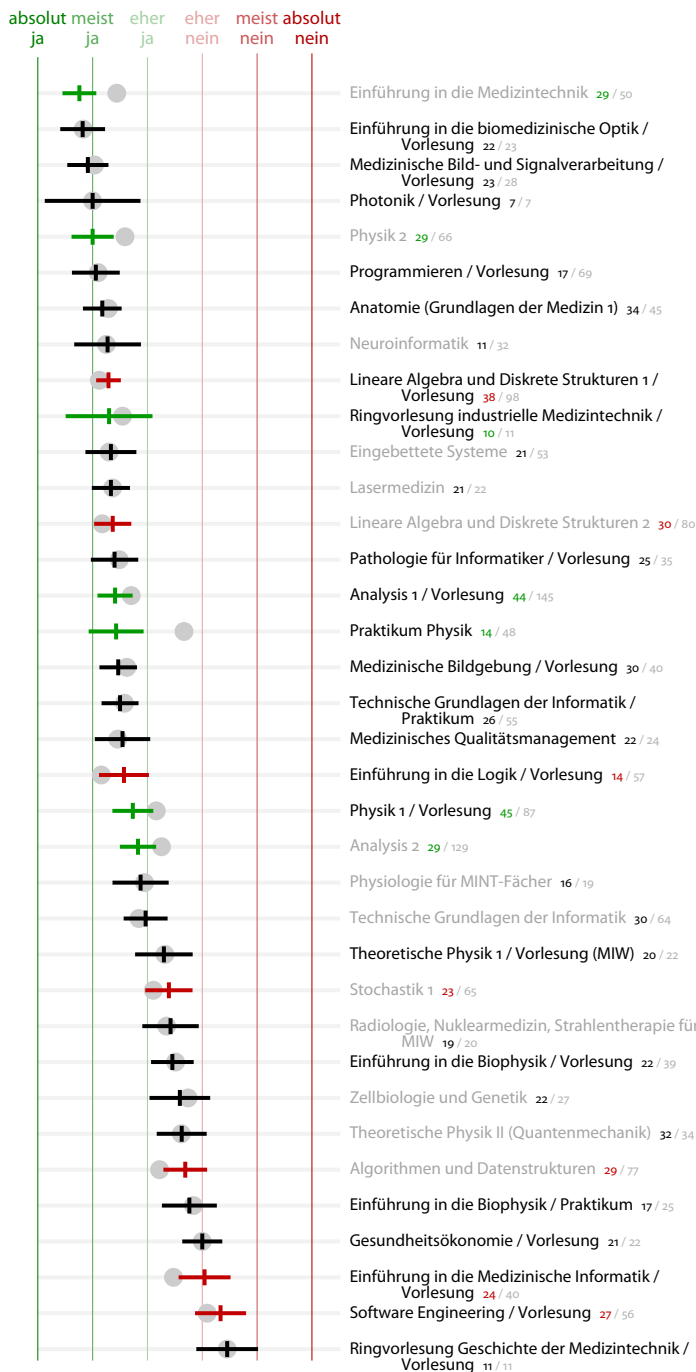 absolut meist eher eher meist absolut
ja ja ja nein nein nein
Einführung in die Medizintechnik 29 / 50
Einführung in die biomedizinische Optik /
Vorlesung 22 / 23
Medizinische Bild- und Signalverarbeitung /
Vorlesung 23 / 28
Photonik / Vorlesung 7 / 7
Physik 2 29 / 66
Programmieren / Vorlesung 17 / 69
Anatomie (Grundlagen der Medizin 1) 34 / 45
Neuroinformatik 11 / 32
Lineare Algebra und Diskrete Strukturen 1 /
Vorlesung 38 / 98
Ringvorlesung industrielle Medizintechnik /
Vorlesung 10 / 11
Eingebettete Systeme 21 / 53
Lasermedizin 21 / 22
Lineare Algebra und Diskrete Strukturen 2 30 / 80
Pathologie für Informatiker / Vorlesung 25 / 35
Analysis 1 / Vorlesung 44 / 145
Praktikum Physik 14 / 48
Medizinische Bildgebung / Vorlesung 30 / 40
Technische Grundlagen der Informatik /
Praktikum 26 / 55
Medizinisches Qualitätsmanagement 22 / 24
Einführung in die Logik / Vorlesung 14 / 57
Physik 1 / Vorlesung 45 / 87
Analysis 2 29 / 129
Physiologie für MINT-Fächer 16 / 19
Technische Grundlagen der Informatik 30 / 64
Theoretische Physik 1 / Vorlesung (MIW) 20 / 22
Stochastik 1 23 / 65
Radiologie, Nuklearmedizin, Strahlentherapie für
MIW 19 / 20
Einführung in die Biophysik / Vorlesung 22 / 39
Zellbiologie und Genetik 22 / 27
Theoretische Physik II (Quantenmechanik) 32 / 34
Algorithmen und Datenstrukturen 29 / 77
Einführung in die Biophysik / Praktikum 17 / 25
Gesundheitsökonomie / Vorlesung 21 / 22
Einführung in die Medizinische Informatik /
Vorlesung 24 / 40
Software Engineering / Vorlesung 27 / 56
Ringvorlesung Geschichte der Medizintechnik /
Vorlesung 11 / 11